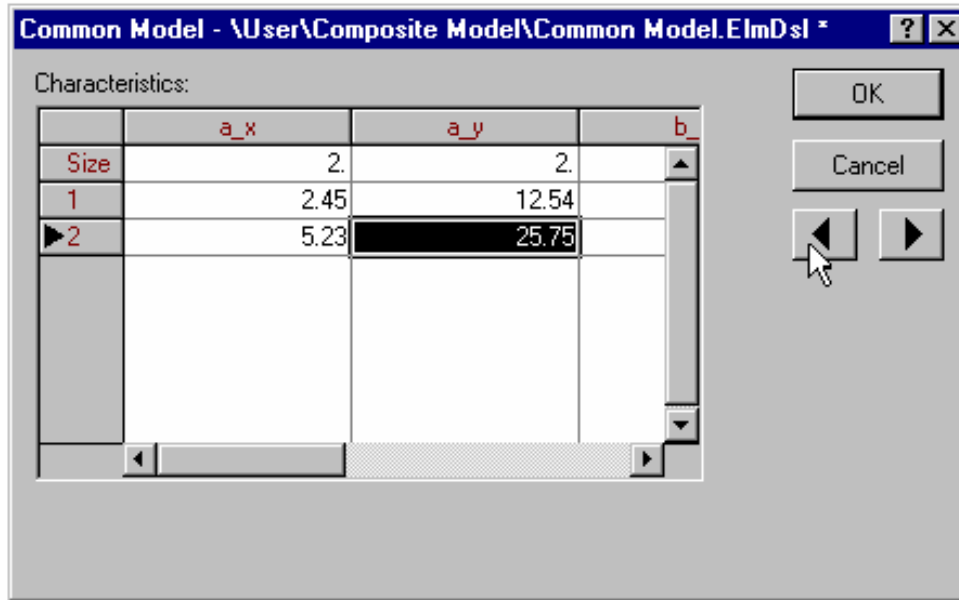 Common Model - \User\Composite Model\Common Model.ElmDsl *
Characteristics:
OK
Cancel
a_x a_y b_
Size 2. 2.
1 2.45 12.54
2 5.23 25.75